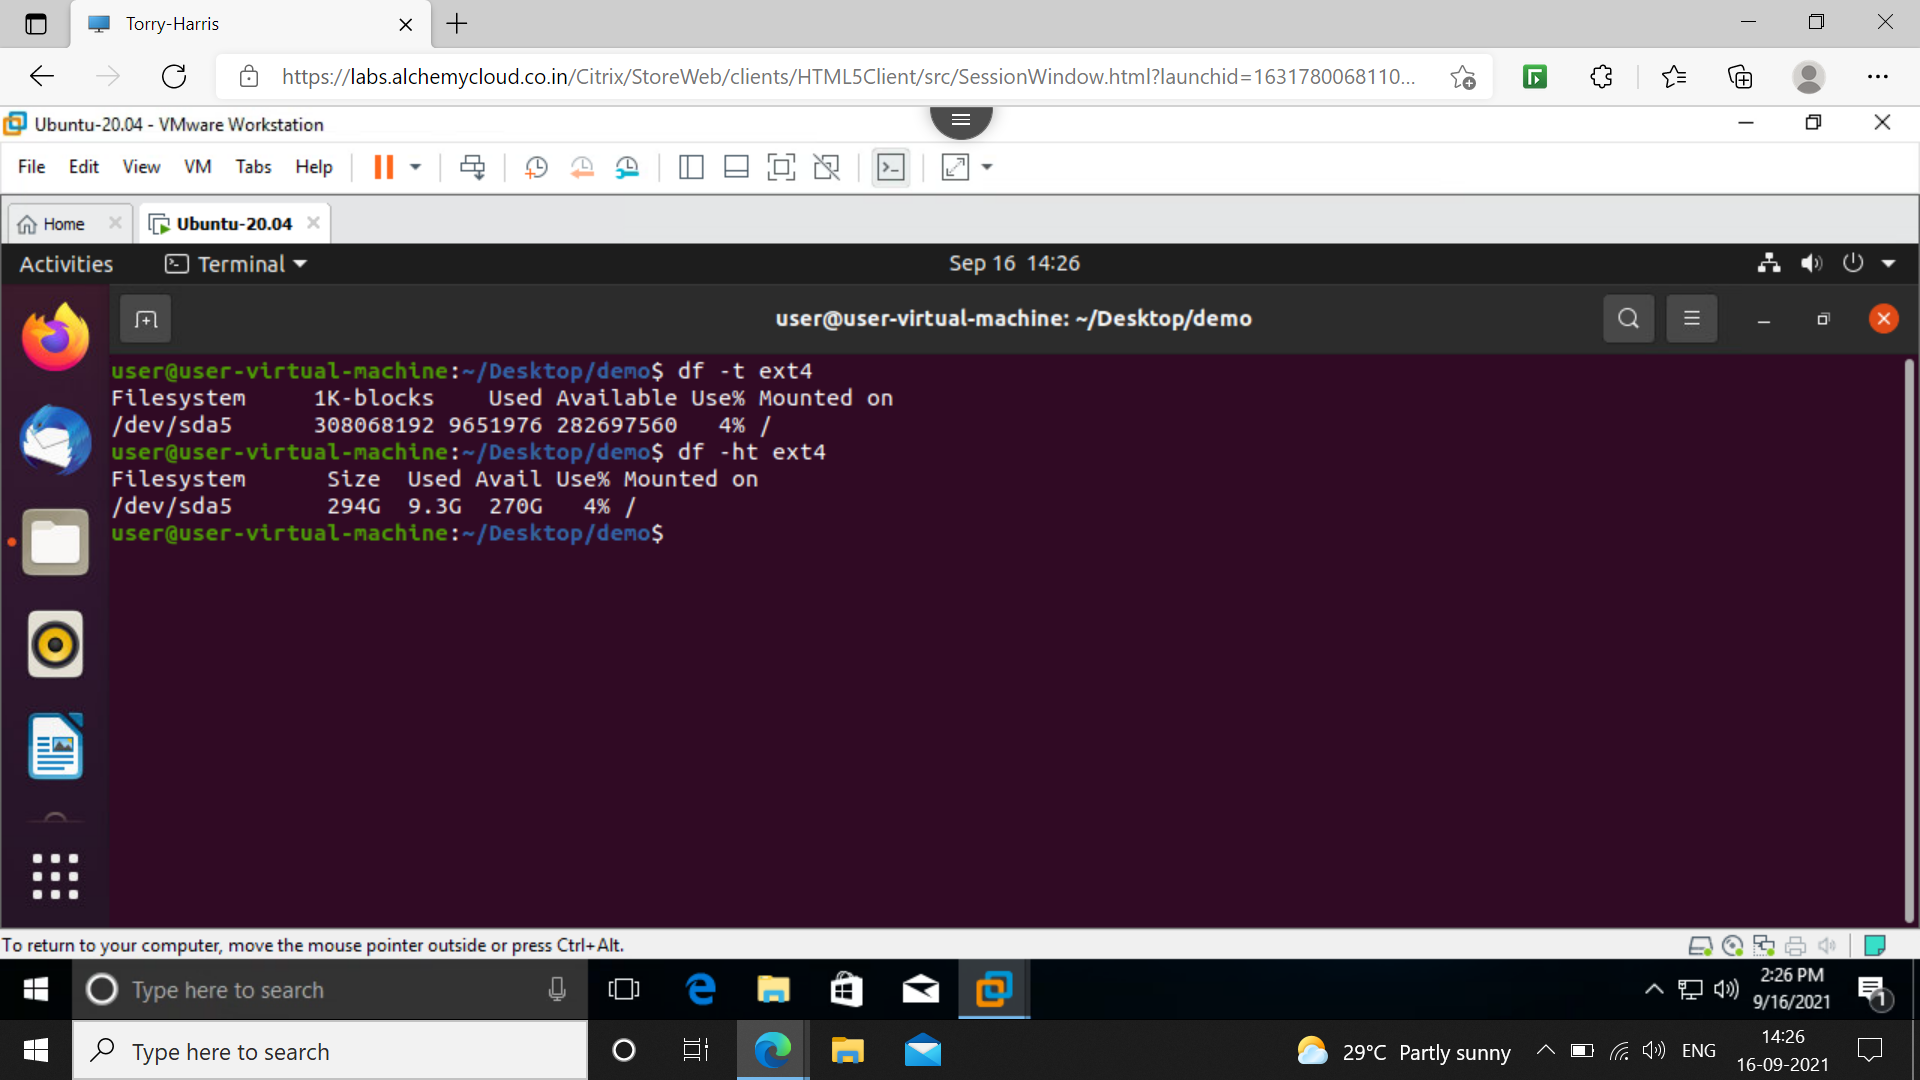 Torry-Harris
https://labs.alchemycloud.co.in/Citrix/StoreWeb/clients/HTML5Client/src/SessionWindow.html?launchid=1631780068110...
Ubuntu-20.04 - VMware Workstation
File Edit View VM Tabs Help
Home Ubuntu-20.04
Activities Terminal Sep 16 14:26
user@user-virtual-machine: ~/Desktop/demo
user@user-virtual-machine:~/Desktop/demo$ df -t ext4
Filesystem 1K-blocks Used Available Use% Mounted on
/dev/sda5 308068192 9651976 282697560 4% /
user@user-virtual-machine:~/Desktop/demo$ df -ht ext4
Filesystem Size Used Avail Use% Mounted on
/dev/sda5 294G 9.3G 270G 4% /
user@user-virtual-machine:~/Desktop/demo$
To return to your computer, move the mouse pointer outside or press Ctrl+Alt.
Type here to search 2:26 PM
9/16/2021 1
Type here to search 29°C Partly sunny ENG 14:26
16-09-2021